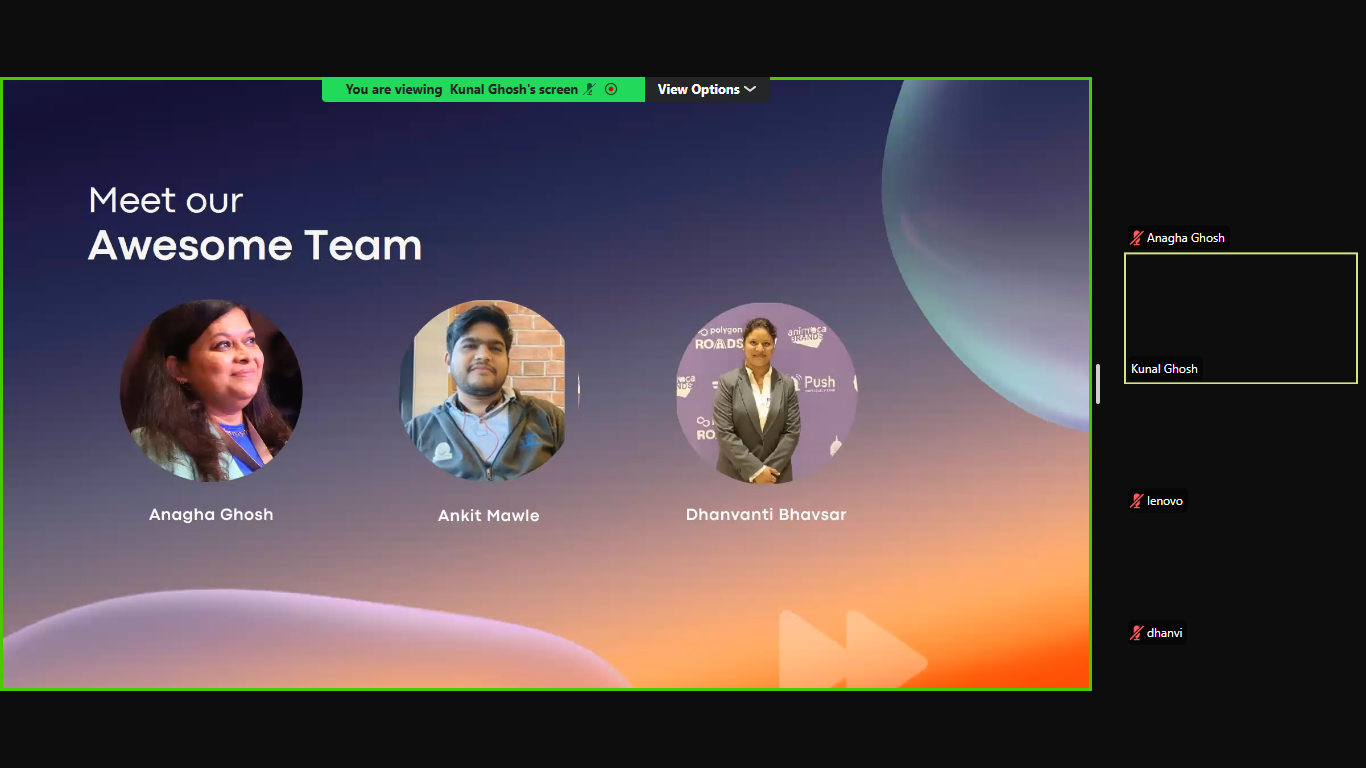 You are viewing Kunal Ghosh's screen
View Options
Meet our
Awesome Team
polygon
ROADS
animoca
BRANDS
Push
Anagha Ghosh
Ankit Mawle
Dhanvanti Bhavsar
Anagha Ghosh
Kunal Ghosh
lenovo
dhanvi